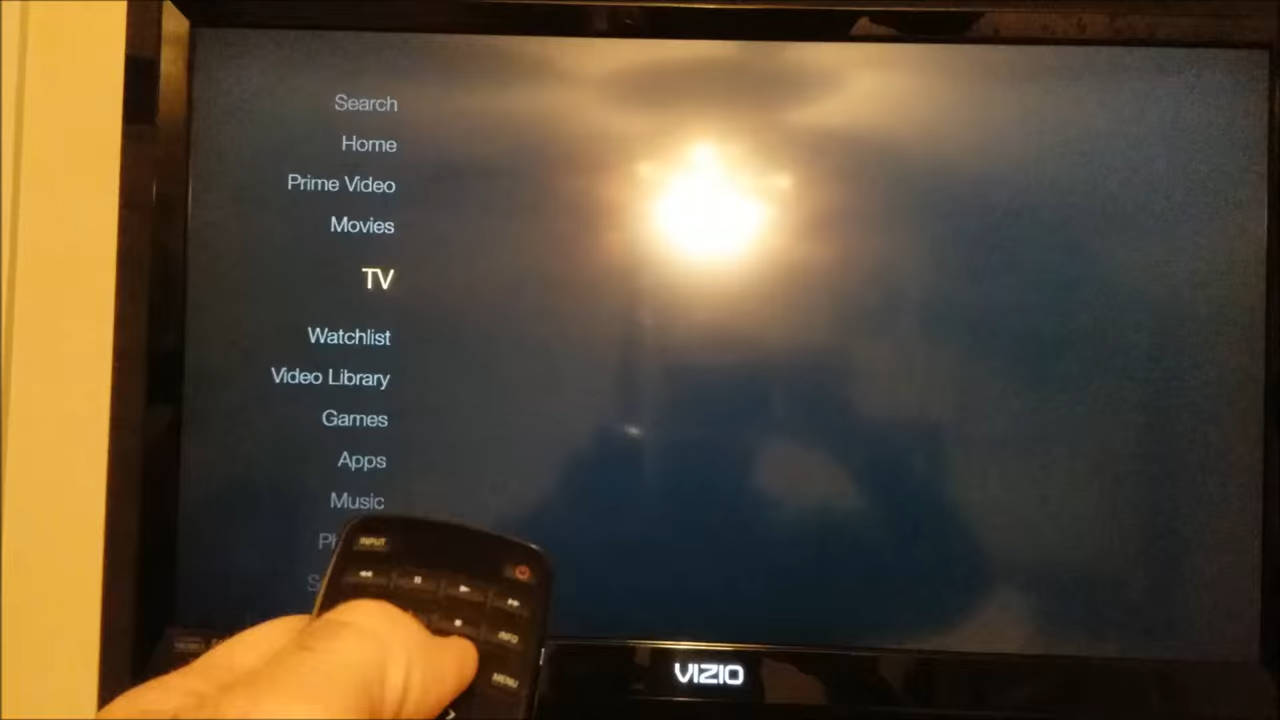 Search
Home
Prime Video
Movies
TV
Watchlist
Video Library
Games
Apps
Music
INPUT
INFO
MENU
VIZIO